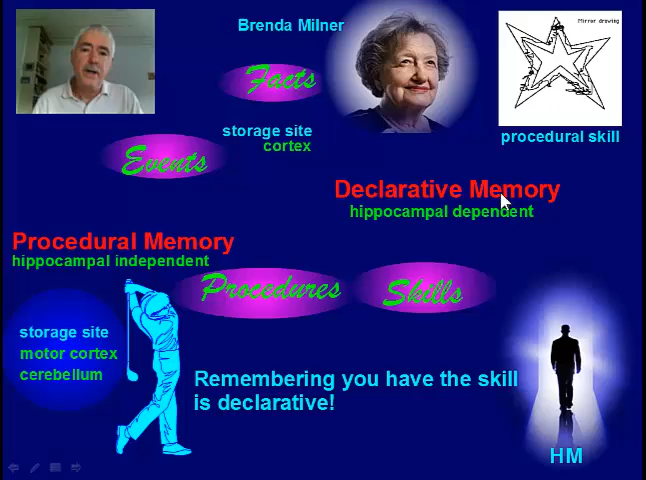 Brenda Milner
Mirror drawing
Facts
storage site
cortex
procedural skill
Events
Declarative Memory
hippocampal dependent
Procedural Memory
hippocampal independent
Procedures
Skills
storage site
motor cortex
cerebellum
Remembering you have the skill
is declarative!
HM